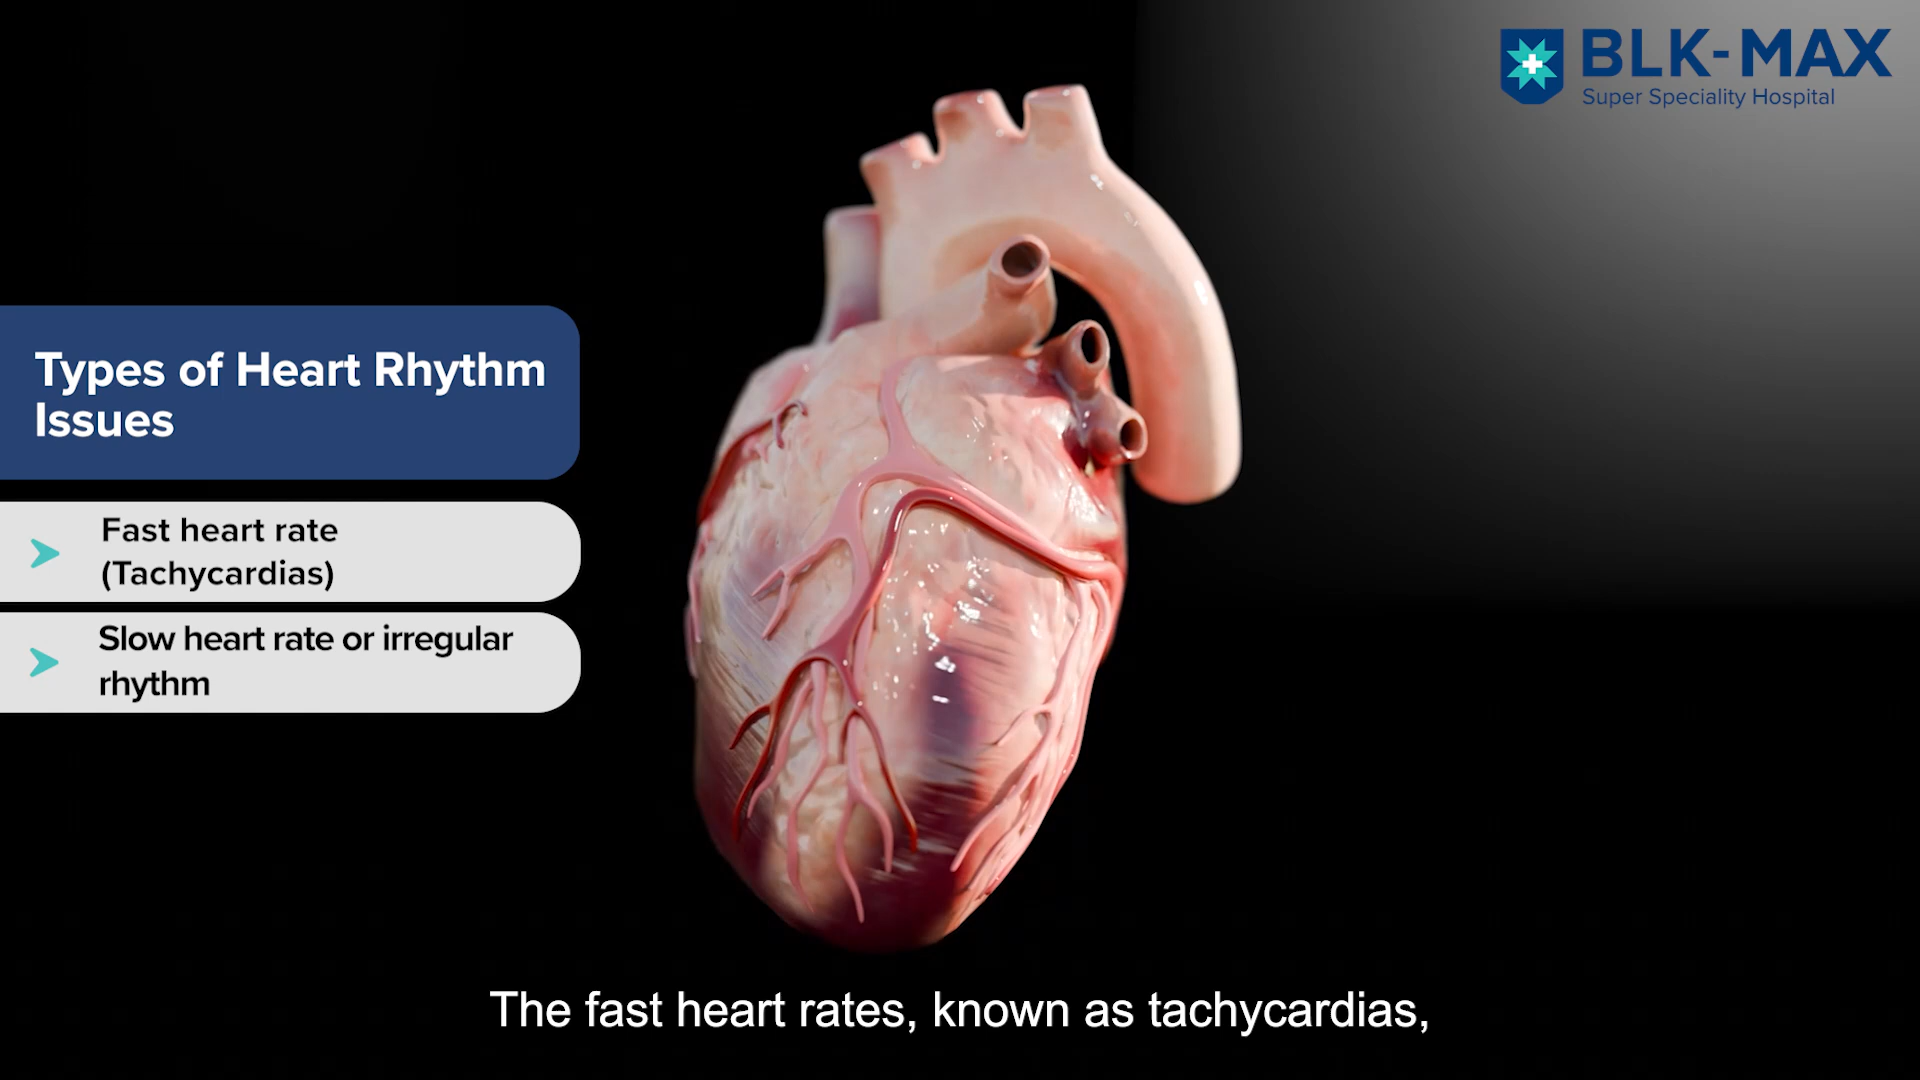 BLK-MAX
Super Speciality Hospital
Types of Heart Rhythm
Issues
Fast heart rate
(Tachycardias)
Slow heart rate or irregular
rhythm
The fast heart rates, known as tachycardias,